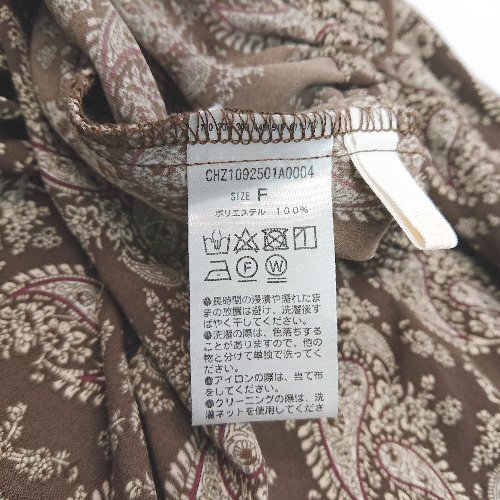 CHZ1092501A0004
SIZE F
ポリエステル 100%
F
W
●長時間の浸漬や濡れたま
まの放置は避け、洗濯後す
ばやく干してください。
●洗濯の際は、色落ちする
ことがありますので、他の
物と分けて単独で洗ってく
ださい。
●アイロンの際は、当て布
をしてください。
●クリーニングの際は、洗
濯ネットを使用してください